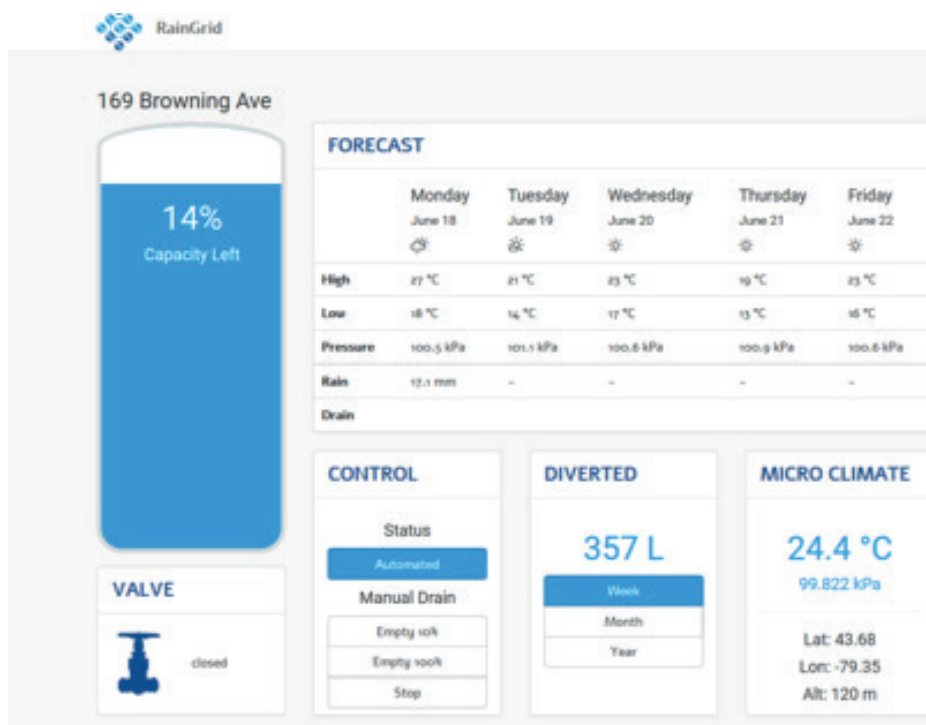 RainGrid
169 Browning Ave
14%
Capacity Left
VALVE
closed
FORECAST
Monday Tuesday Wednesday Thursday Friday
June 18 June 19 June 20 June 21 June 22
High 27 °C 21 °C 23 °C 19 °C 23 °C
Low 18 °C 14 °C 17 °C 13 °C 16 °C
Pressure 100.5 kPa 101.1 kPa 100.6 kPa 100.9 kPa 100.6 kPa
Rain 17.1 mm - - - -
Drain
CONTROL
Status
Automated
Manual Drain
Empty 10%
Empty 100%
Stop
DIVERTED
357 L
Week
Month
Year
MICRO CLIMATE
24.4 °C
99.822 kPa
Lat: 43.68
Lon: -79.35
Alt: 120 m